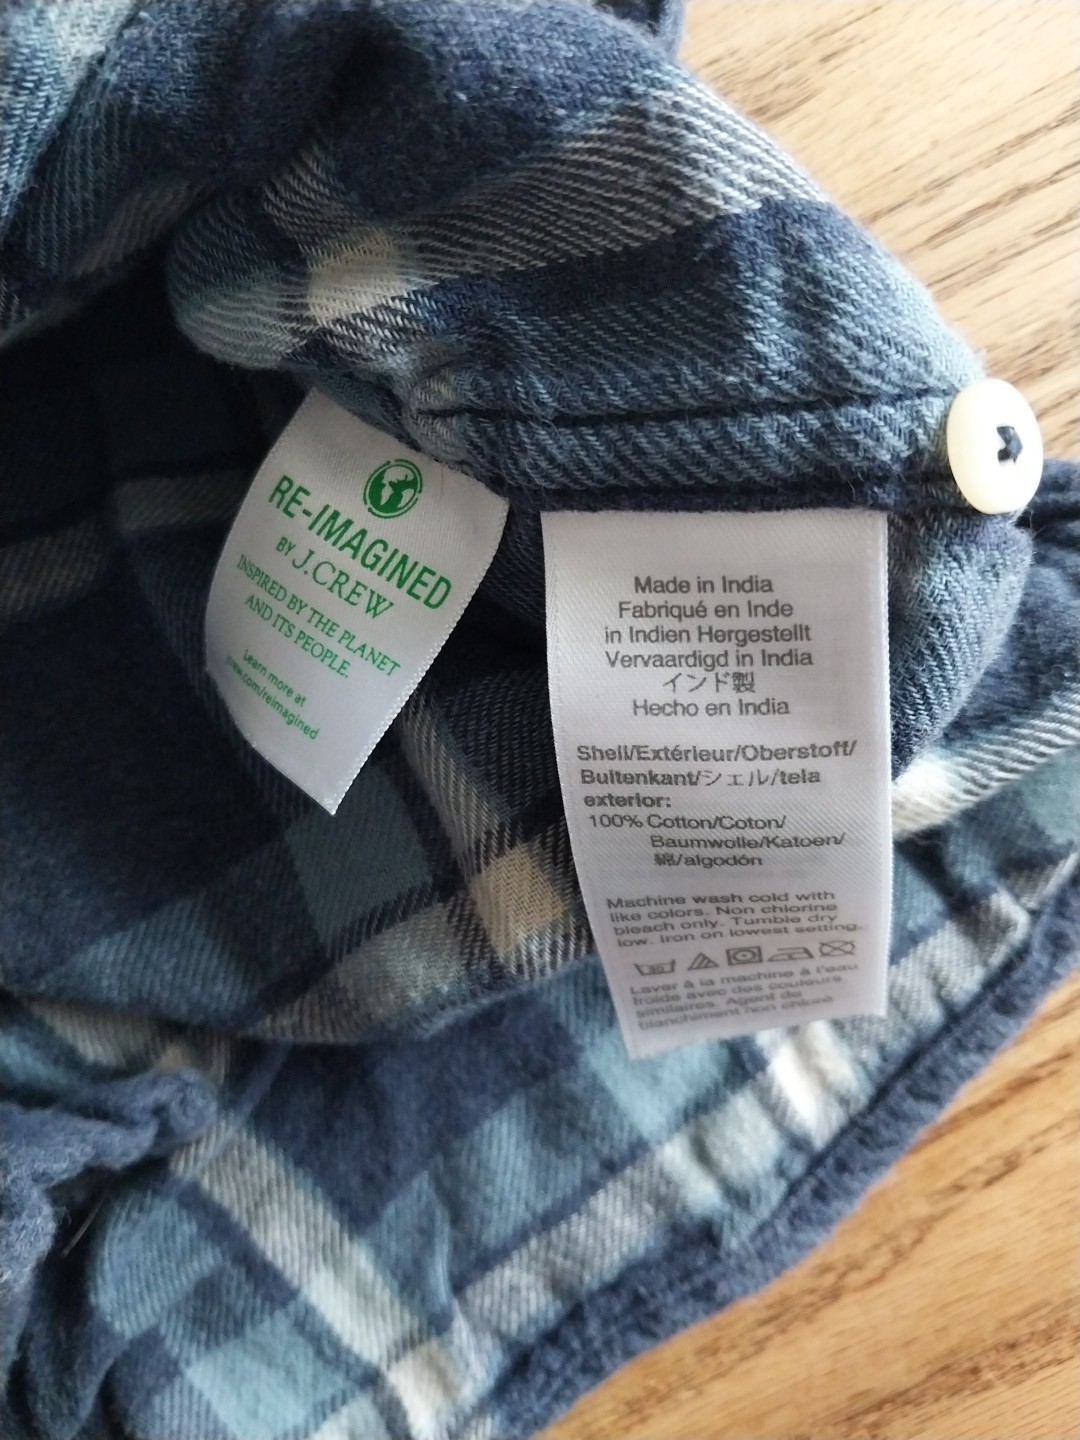 RE-IMAGINED
BY J.CREW
INSPIRED BY THE PLANET
AND ITS PEOPLE.
Learn more at
jcrew.com/reimagined
Made in India
Fabriqué en Inde
in Indien Hergestellt
Vervaardigd in India
インド製
Hecho en India
Shell/Extérieur/Oberstoff/
Buitenkant/シェル/tela
exterior:
100% Cotton/Coton/
Baumwolle/Katoen/
綿/algodón
Machine wash cold with
like colors. Non chlorine
bleach only. Tumble dry
low. Iron on lowest setting.
Laver à la machine à l'eau
froide avec des couleurs
similaires. Agent de
blanchiment non chloré